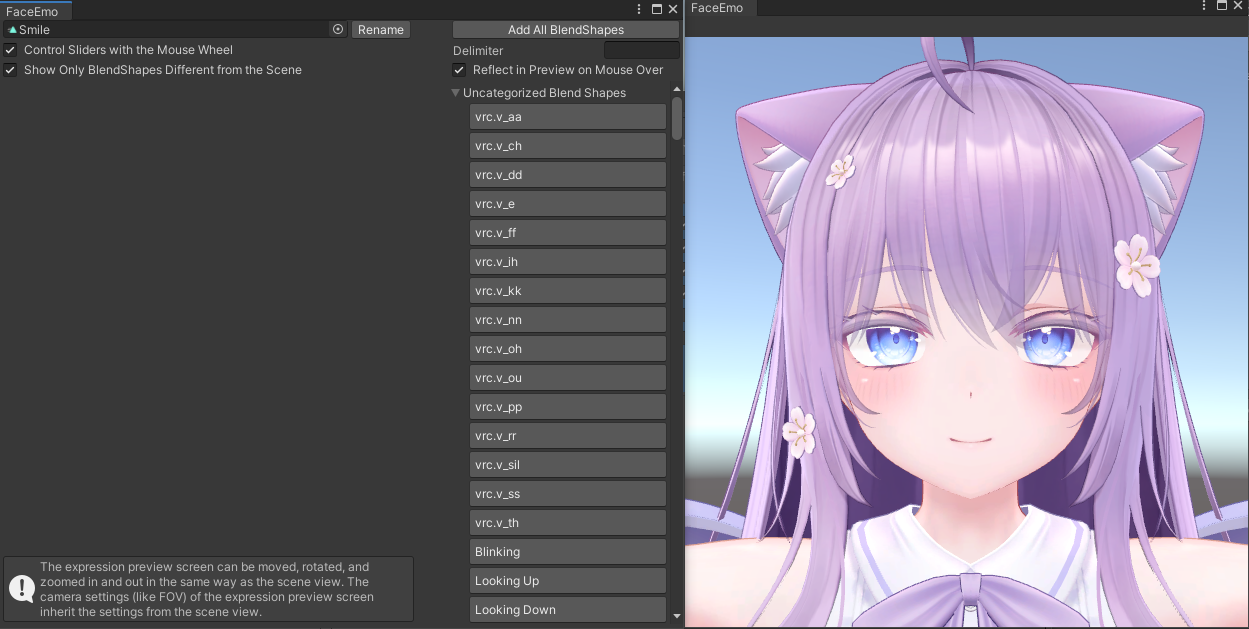 FaceEmo
Smile
Rename
Control Sliders with the Mouse Wheel
Show Only BlendShapes Different from the Scene
The expression preview screen can be moved, rotated, and
zoomed in and out in the same way as the scene view. The
camera settings (like FOV) of the expression preview screen
inherit the settings from the scene view.
Add All BlendShapes
Delimiter
Reflect in Preview on Mouse Over
Uncategorized Blend Shapes
vrc.v_aa
vrc.v_ch
vrc.v_dd
vrc.v_e
vrc.v_ff
vrc.v_ih
vrc.v_kk
vrc.v_nn
vrc.v_oh
vrc.v_ou
vrc.v_pp
vrc.v_rr
vrc.v_sil
vrc.v_ss
vrc.v_th
Blinking
Looking Up
Looking Down
FaceEmo